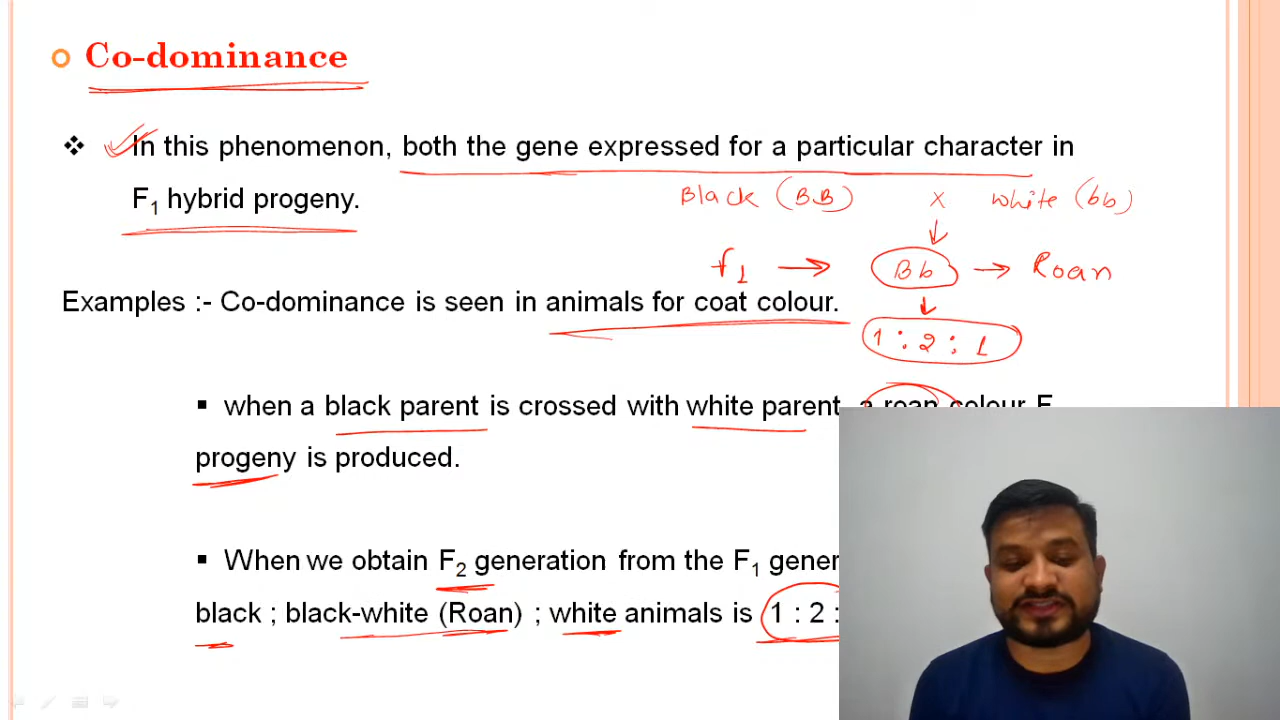 Co-dominance
In this phenomenon, both the gene expressed for a particular character in
F1 hybrid progeny.
Black (BB) x white (bb)
f1 → Bb → Roan
Examples :- Co-dominance is seen in animals for coat colour.
1 : 2 : 1
when a black parent is crossed with white parent a roan colour F
progeny is produced.
When we obtain F2 generation from the F1 gener
black ; black-white (Roan) ; white animals is 1 : 2 :